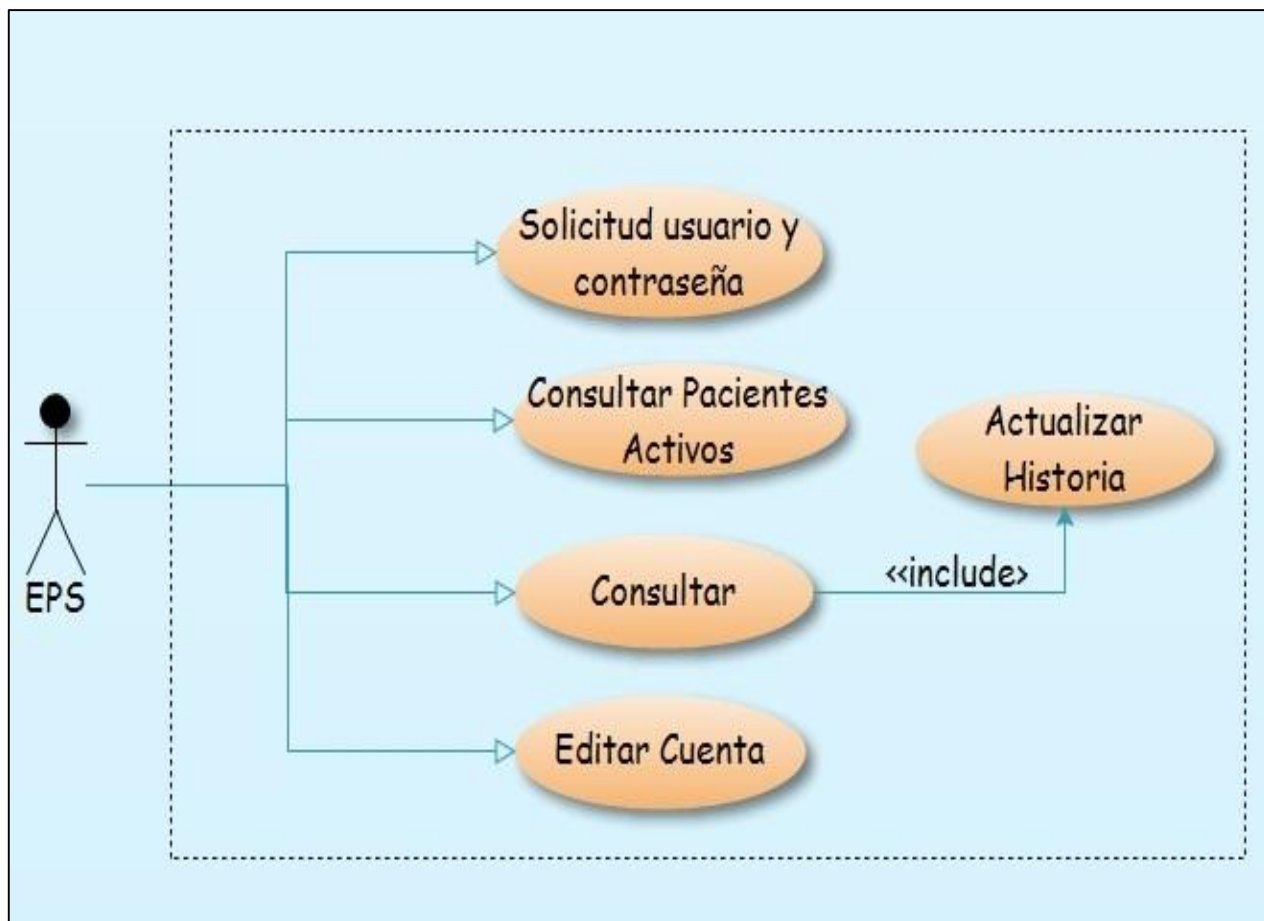 Solicitud usuario y
contraseña
Consultar Pacientes
Activos
Actualizar
Historia
Consultar
<<include>
EPS
Editar Cuenta